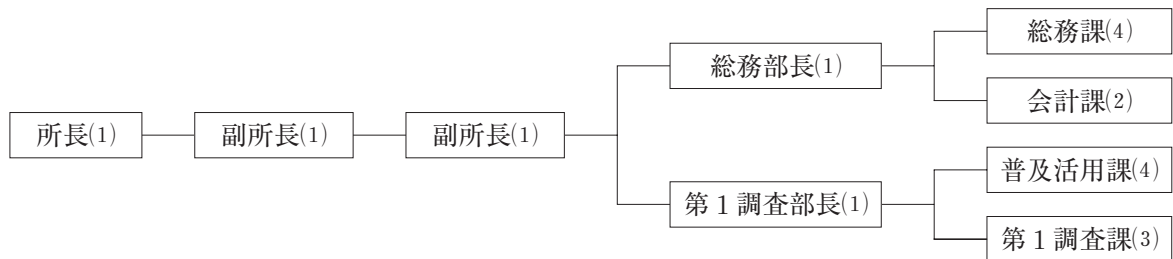 所長(1)
副所長(1)
副所長(1)
総務部長(1)
総務課(4)
会計課(2)
第1調査部長(1)
普及活用課(4)
第1調査課(3)